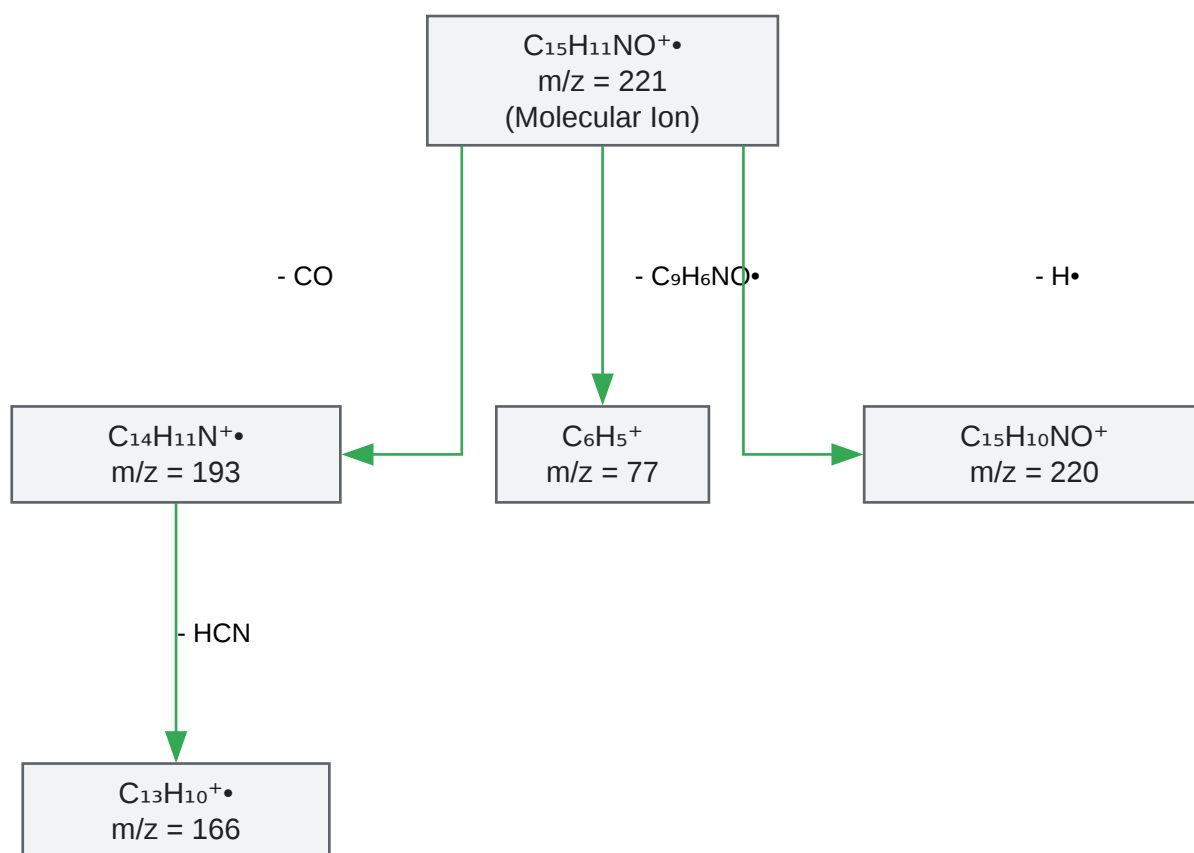 C₁₅H₁₁NO⁺•
m/z = 221
(Molecular Ion)
- CO
- C₉H₆NO•
- H•
C₁₄H₁₁N⁺•
m/z = 193
C₆H₅⁺
m/z = 77
C₁₅H₁₀NO⁺
m/z = 220
- HCN
C₁₃H₁₀⁺•
m/z = 166